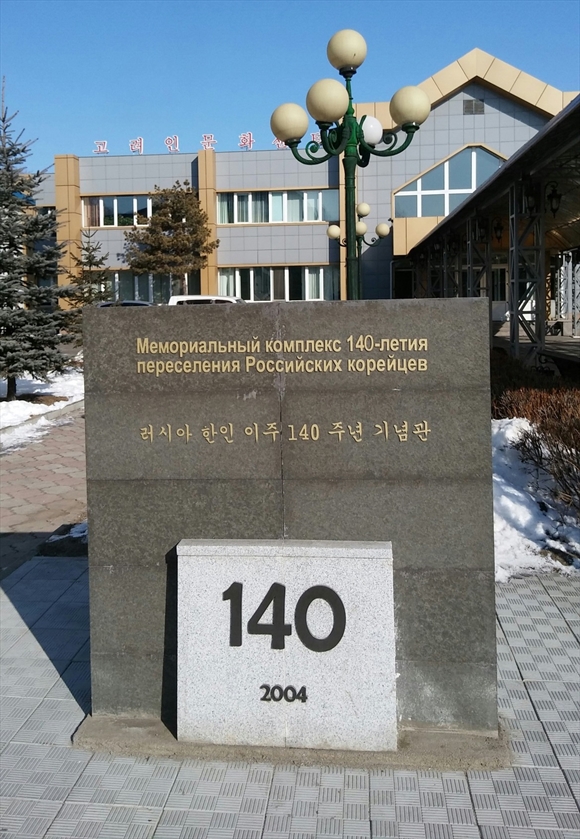 고려인문화센
Мемориальный комплекс 140-летия
переселения Российских корейцев
러시아 한인 이주 140 주년 기념관
140
2004